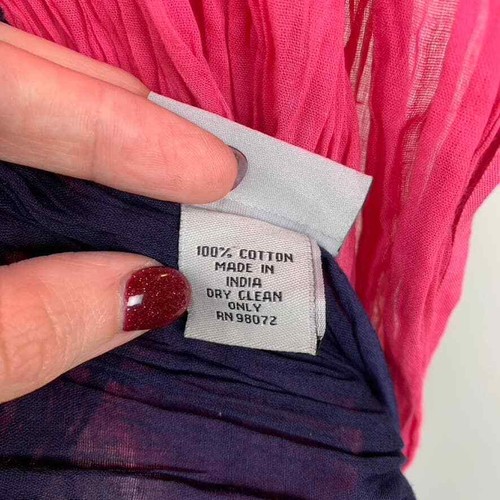 100% COTTON
MADE IN
INDIA
DRY CLEAN
ONLY
RN 98072